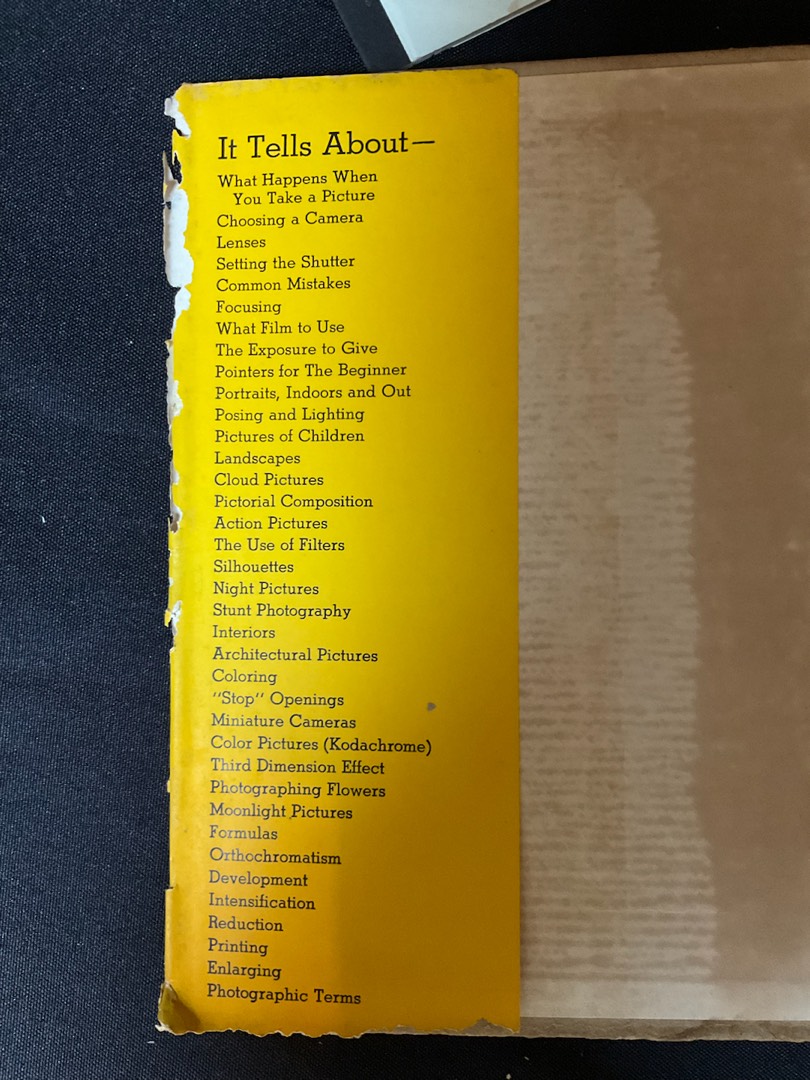 It Tells About—
What Happens When
You Take a Picture
Choosing a Camera
Lenses
Setting the Shutter
Common Mistakes
Focusing
What Film to Use
The Exposure to Give
Pointers for The Beginner
Portraits, Indoors and Out
Posing and Lighting
Pictures of Children
Landscapes
Cloud Pictures
Pictorial Composition
Action Pictures
The Use of Filters
Silhouettes
Night Pictures
Stunt Photography
Interiors
Architectural Pictures
Coloring
"Stop" Openings
Miniature Cameras
Color Pictures (Kodachrome)
Third Dimension Effect
Photographing Flowers
Moonlight Pictures
Formulas
Orthochromatism
Development
Intensification
Reduction
Printing
Enlarging
Photographic Terms